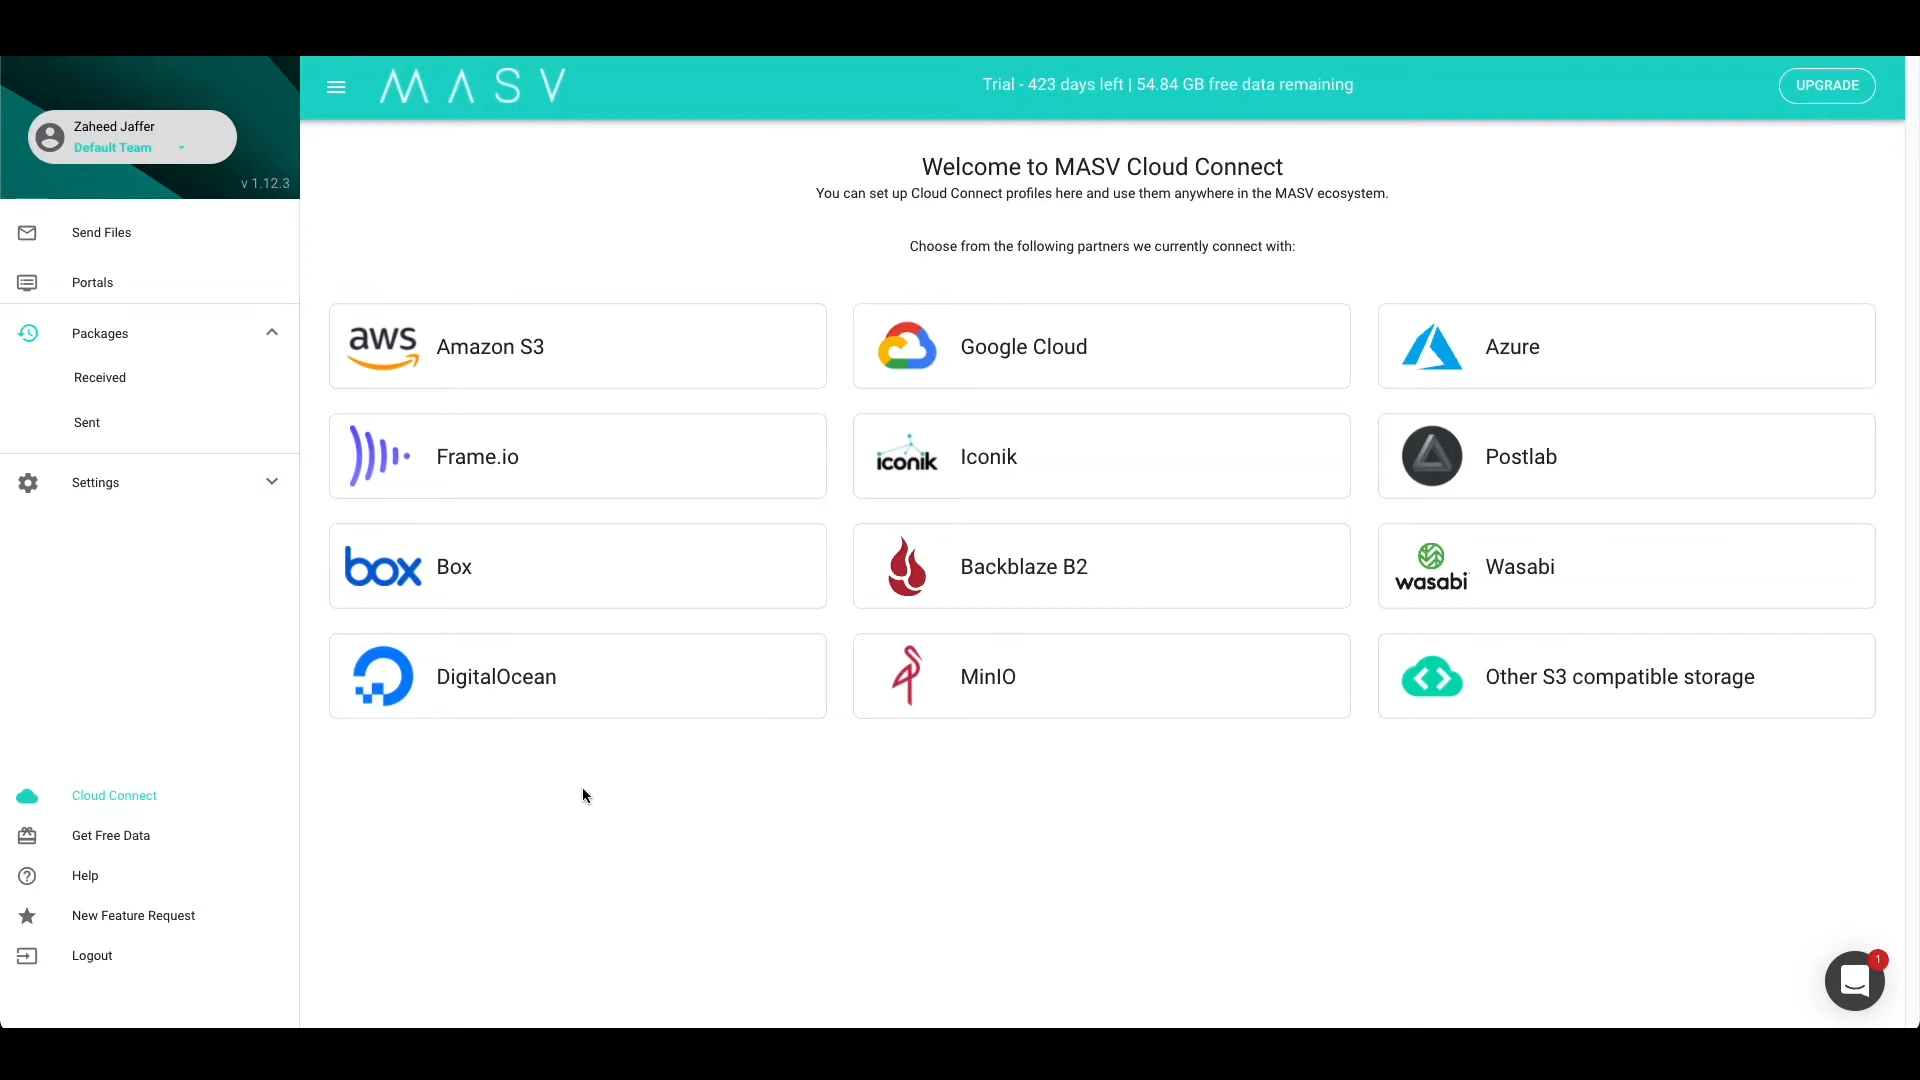 Zaheed Jaffer
Default Team
v 1.12.3
Send Files
Portals
Packages
Received
Sent
Settings
Cloud Connect
Get Free Data
Help
New Feature Request
Logout
MASV
Trial - 423 days left | 54.84 GB free data remaining
UPGRADE
Welcome to MASV Cloud Connect
You can set up Cloud Connect profiles here and use them anywhere in the MASV ecosystem.
Choose from the following partners we currently connect with:
aws Amazon S3
Google Cloud
Azure
Frame.io
iconik Iconik
Postlab
box Box
Backblaze B2
wasabi Wasabi
DigitalOcean
MinIO
Other S3 compatible storage
1